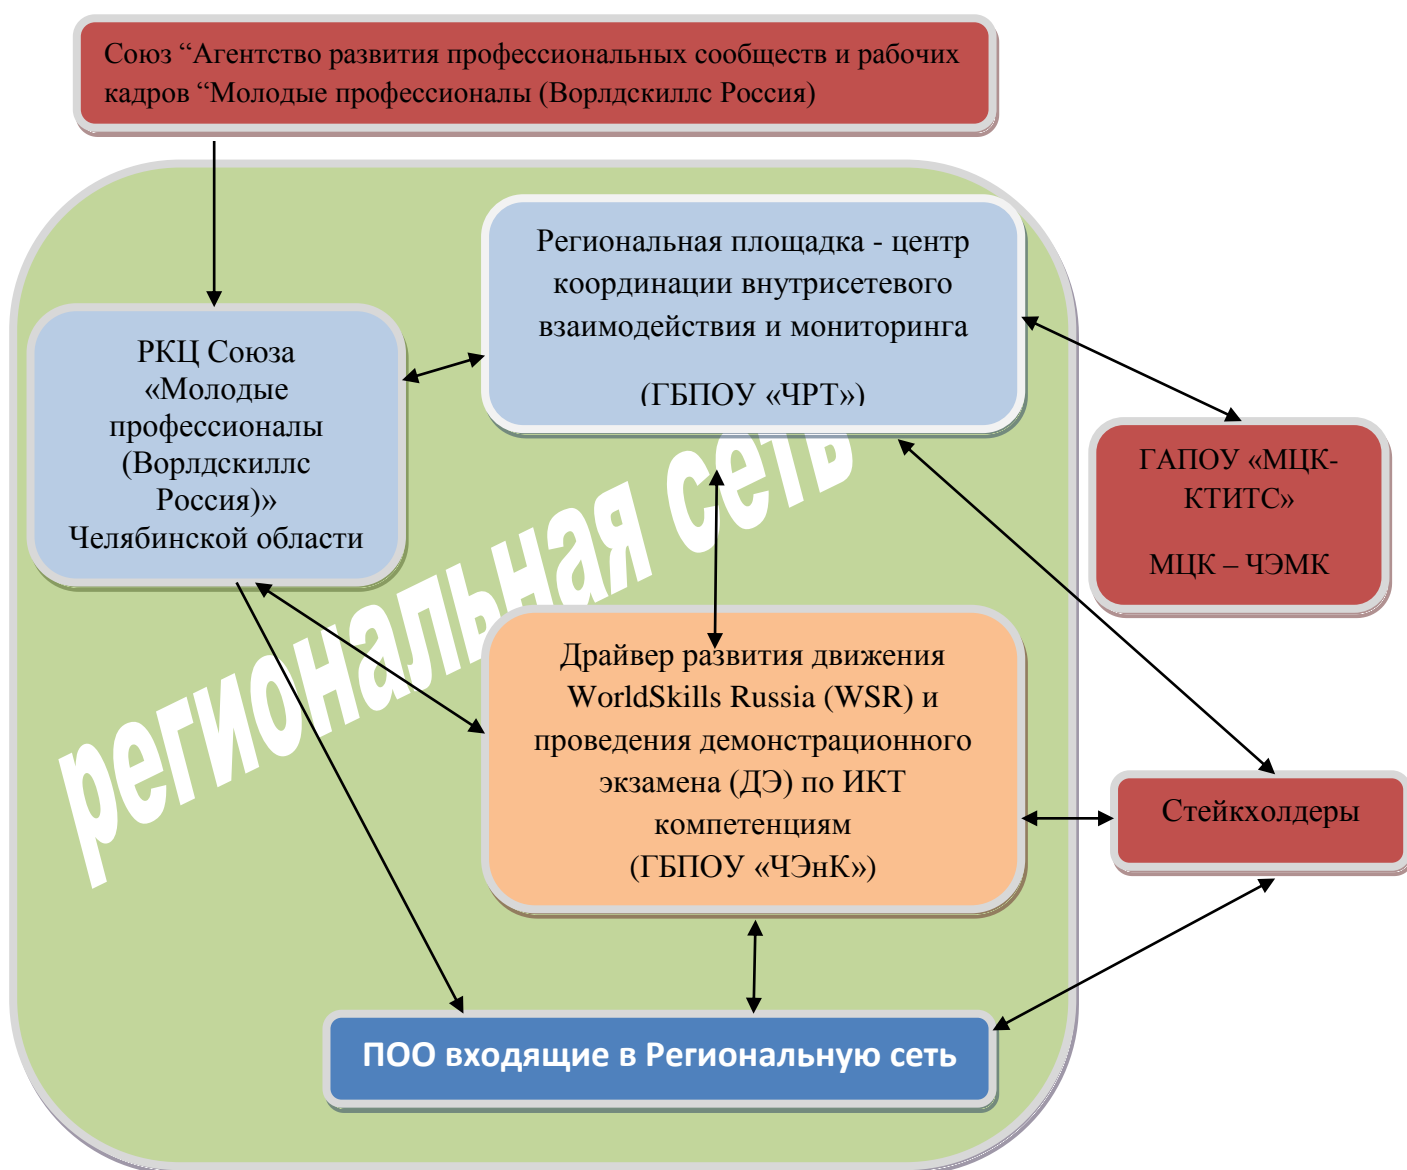 Союз “Агентство развития профессиональных сообществ и рабочих
кадров “Молодые профессионалы (Ворлдскиллс Россия)
Региональная площадка - центр
координации внутрисетевого
взаимодействия и мониторинга
(ГБПОУ «ЧРТ»)
РКЦ Союза
«Молодые
профессионалы
(Ворлдскиллс
Россия)»
Челябинской области
ГАПОУ «МЦК-
КТИТС»
МЦК – ЧЭМК
региональная сеть
Драйвер развития движения
WorldSkills Russia (WSR) и
проведения демонстрационного
экзамена (ДЭ) по ИКТ
компетенциям
(ГБПОУ «ЧЭнК»)
Стейкхолдеры
ПОО входящие в Региональную сеть